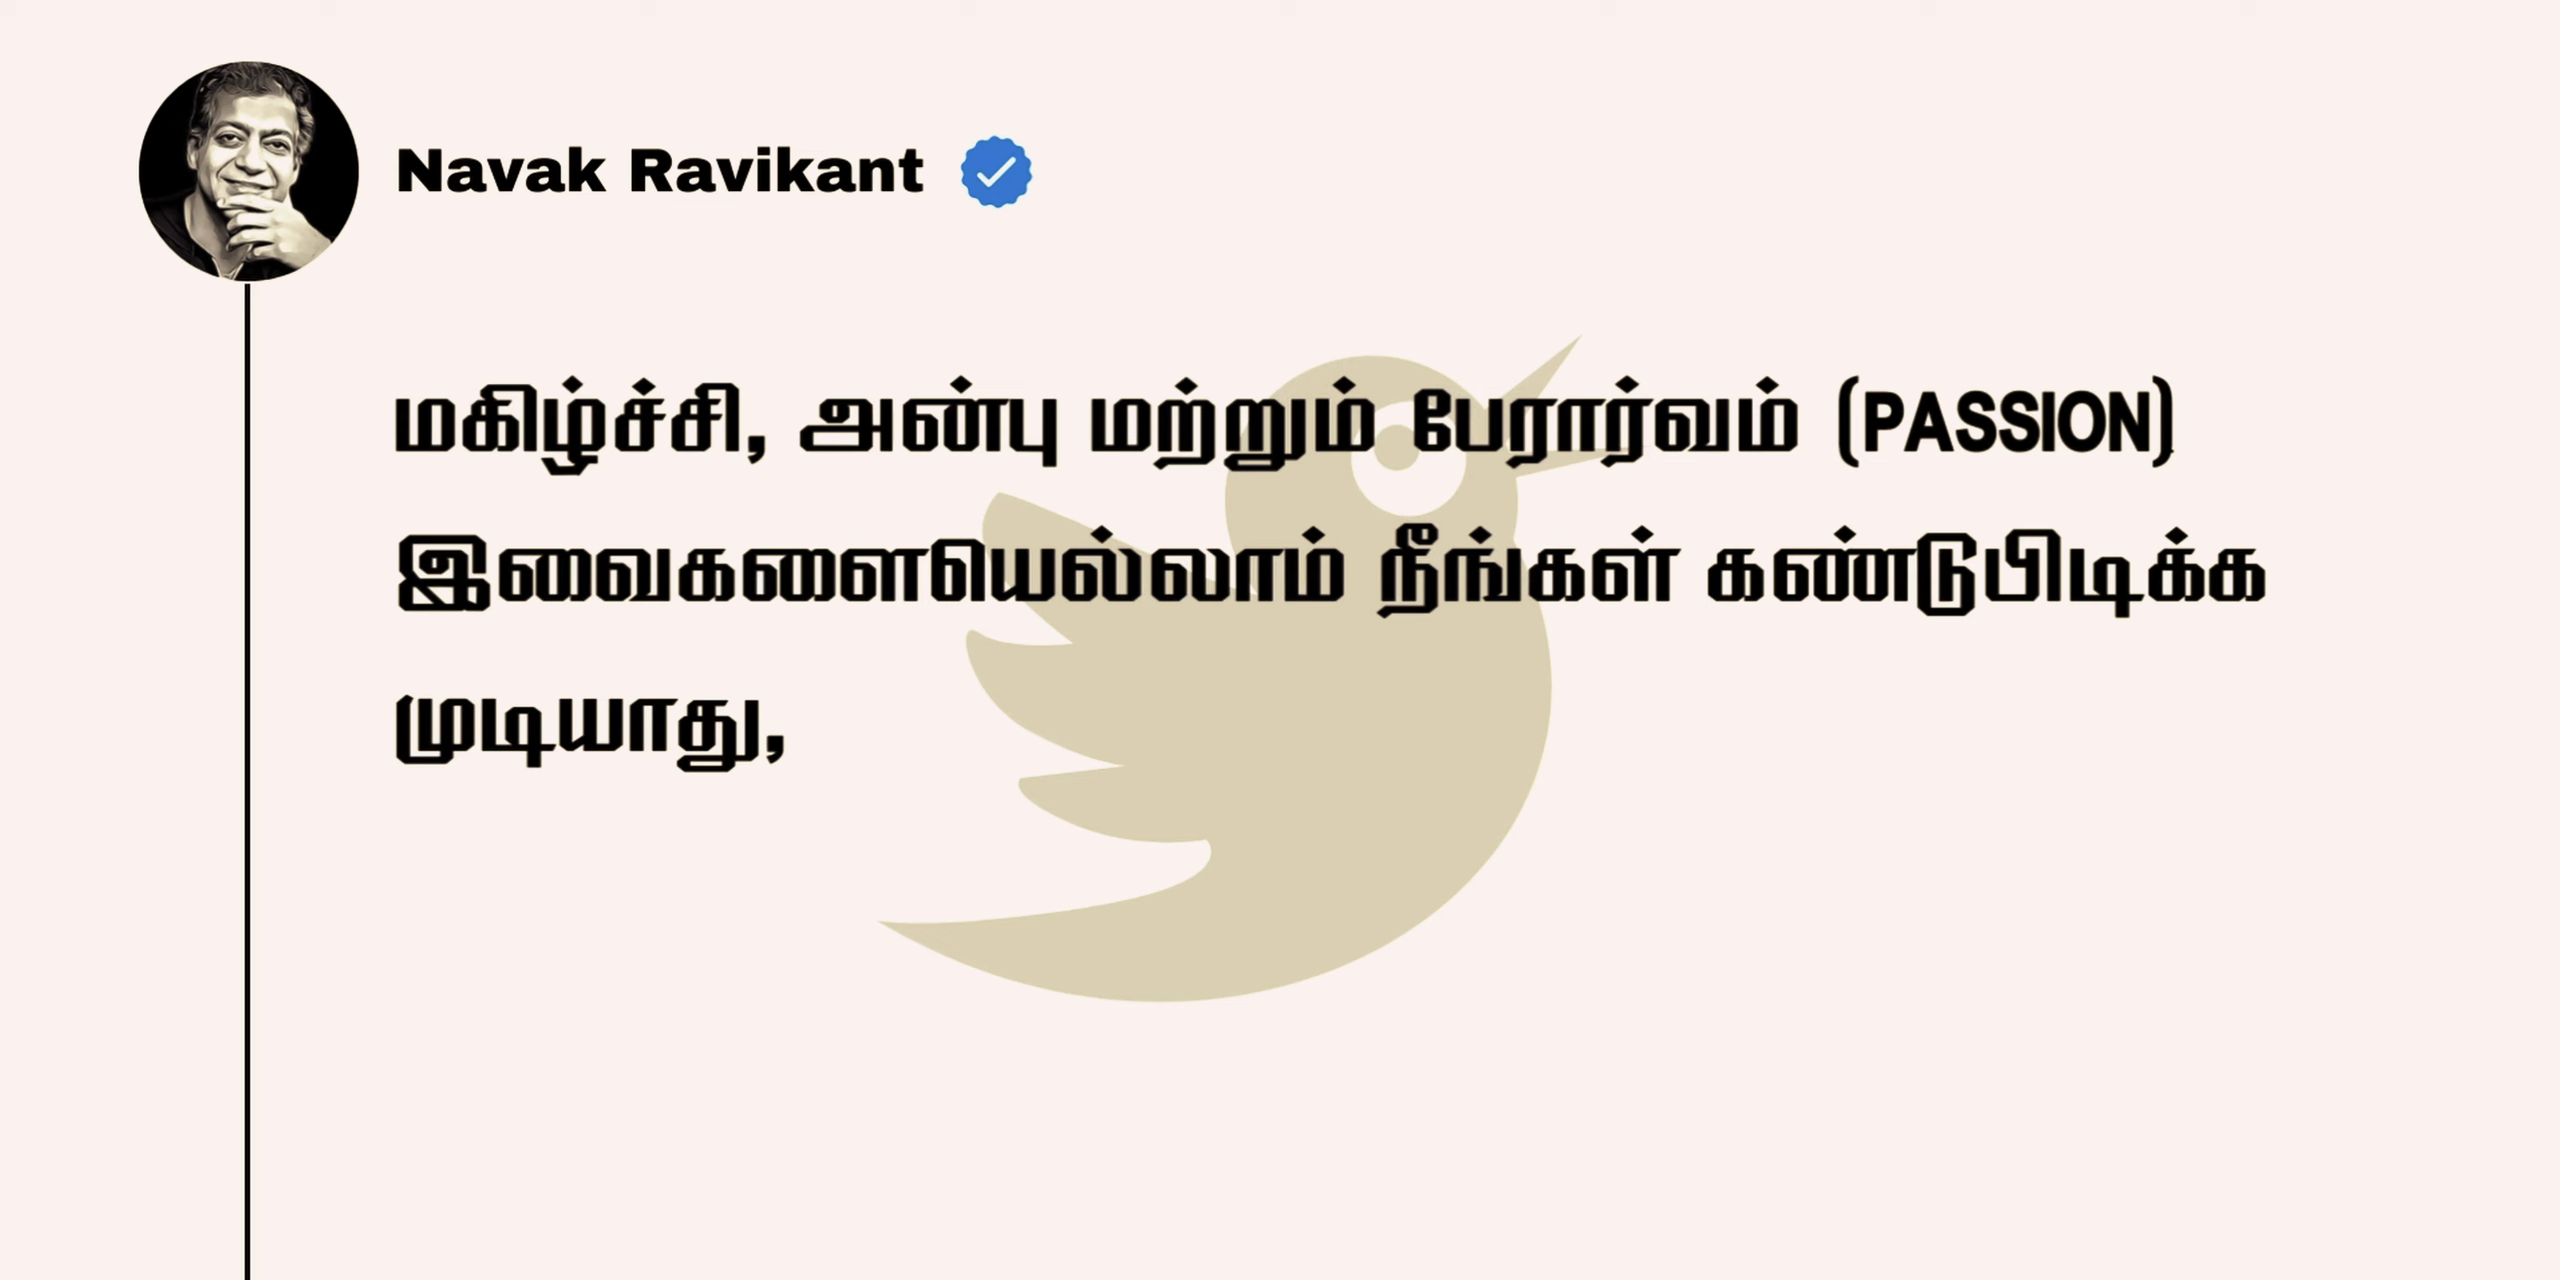 Navak Ravikant
மகிழ்ச்சி, அன்பு மற்றும் பேரார்வம் (PASSION)
இவைகளையெல்லாம் நீங்கள் கண்டுபிடிக்க
முடியாது,